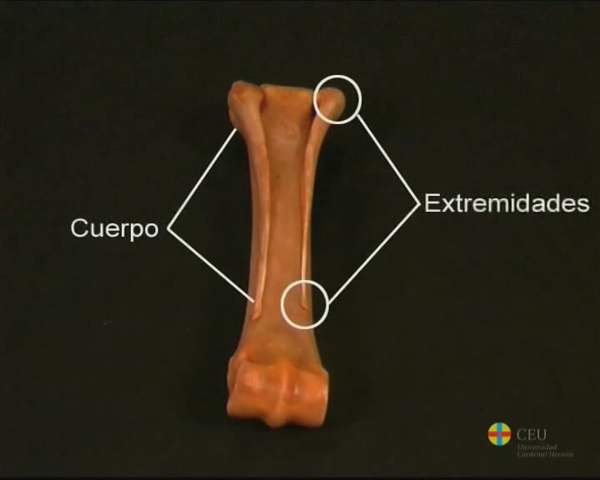 Cuerpo
Extremidades
CEU
Universidad
Cardenal Herrera